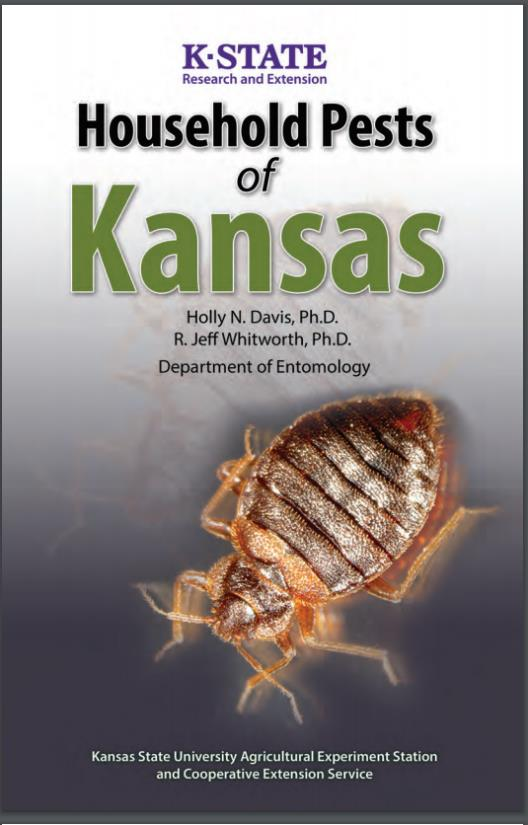 K-STATE
Research and Extension
Household Pests
of
Kansas
Holly N. Davis, Ph.D.
R. Jeff Whitworth, Ph.D.
Department of Entomology
Kansas State University Agricultural Experiment Station
and Cooperative Extension Service